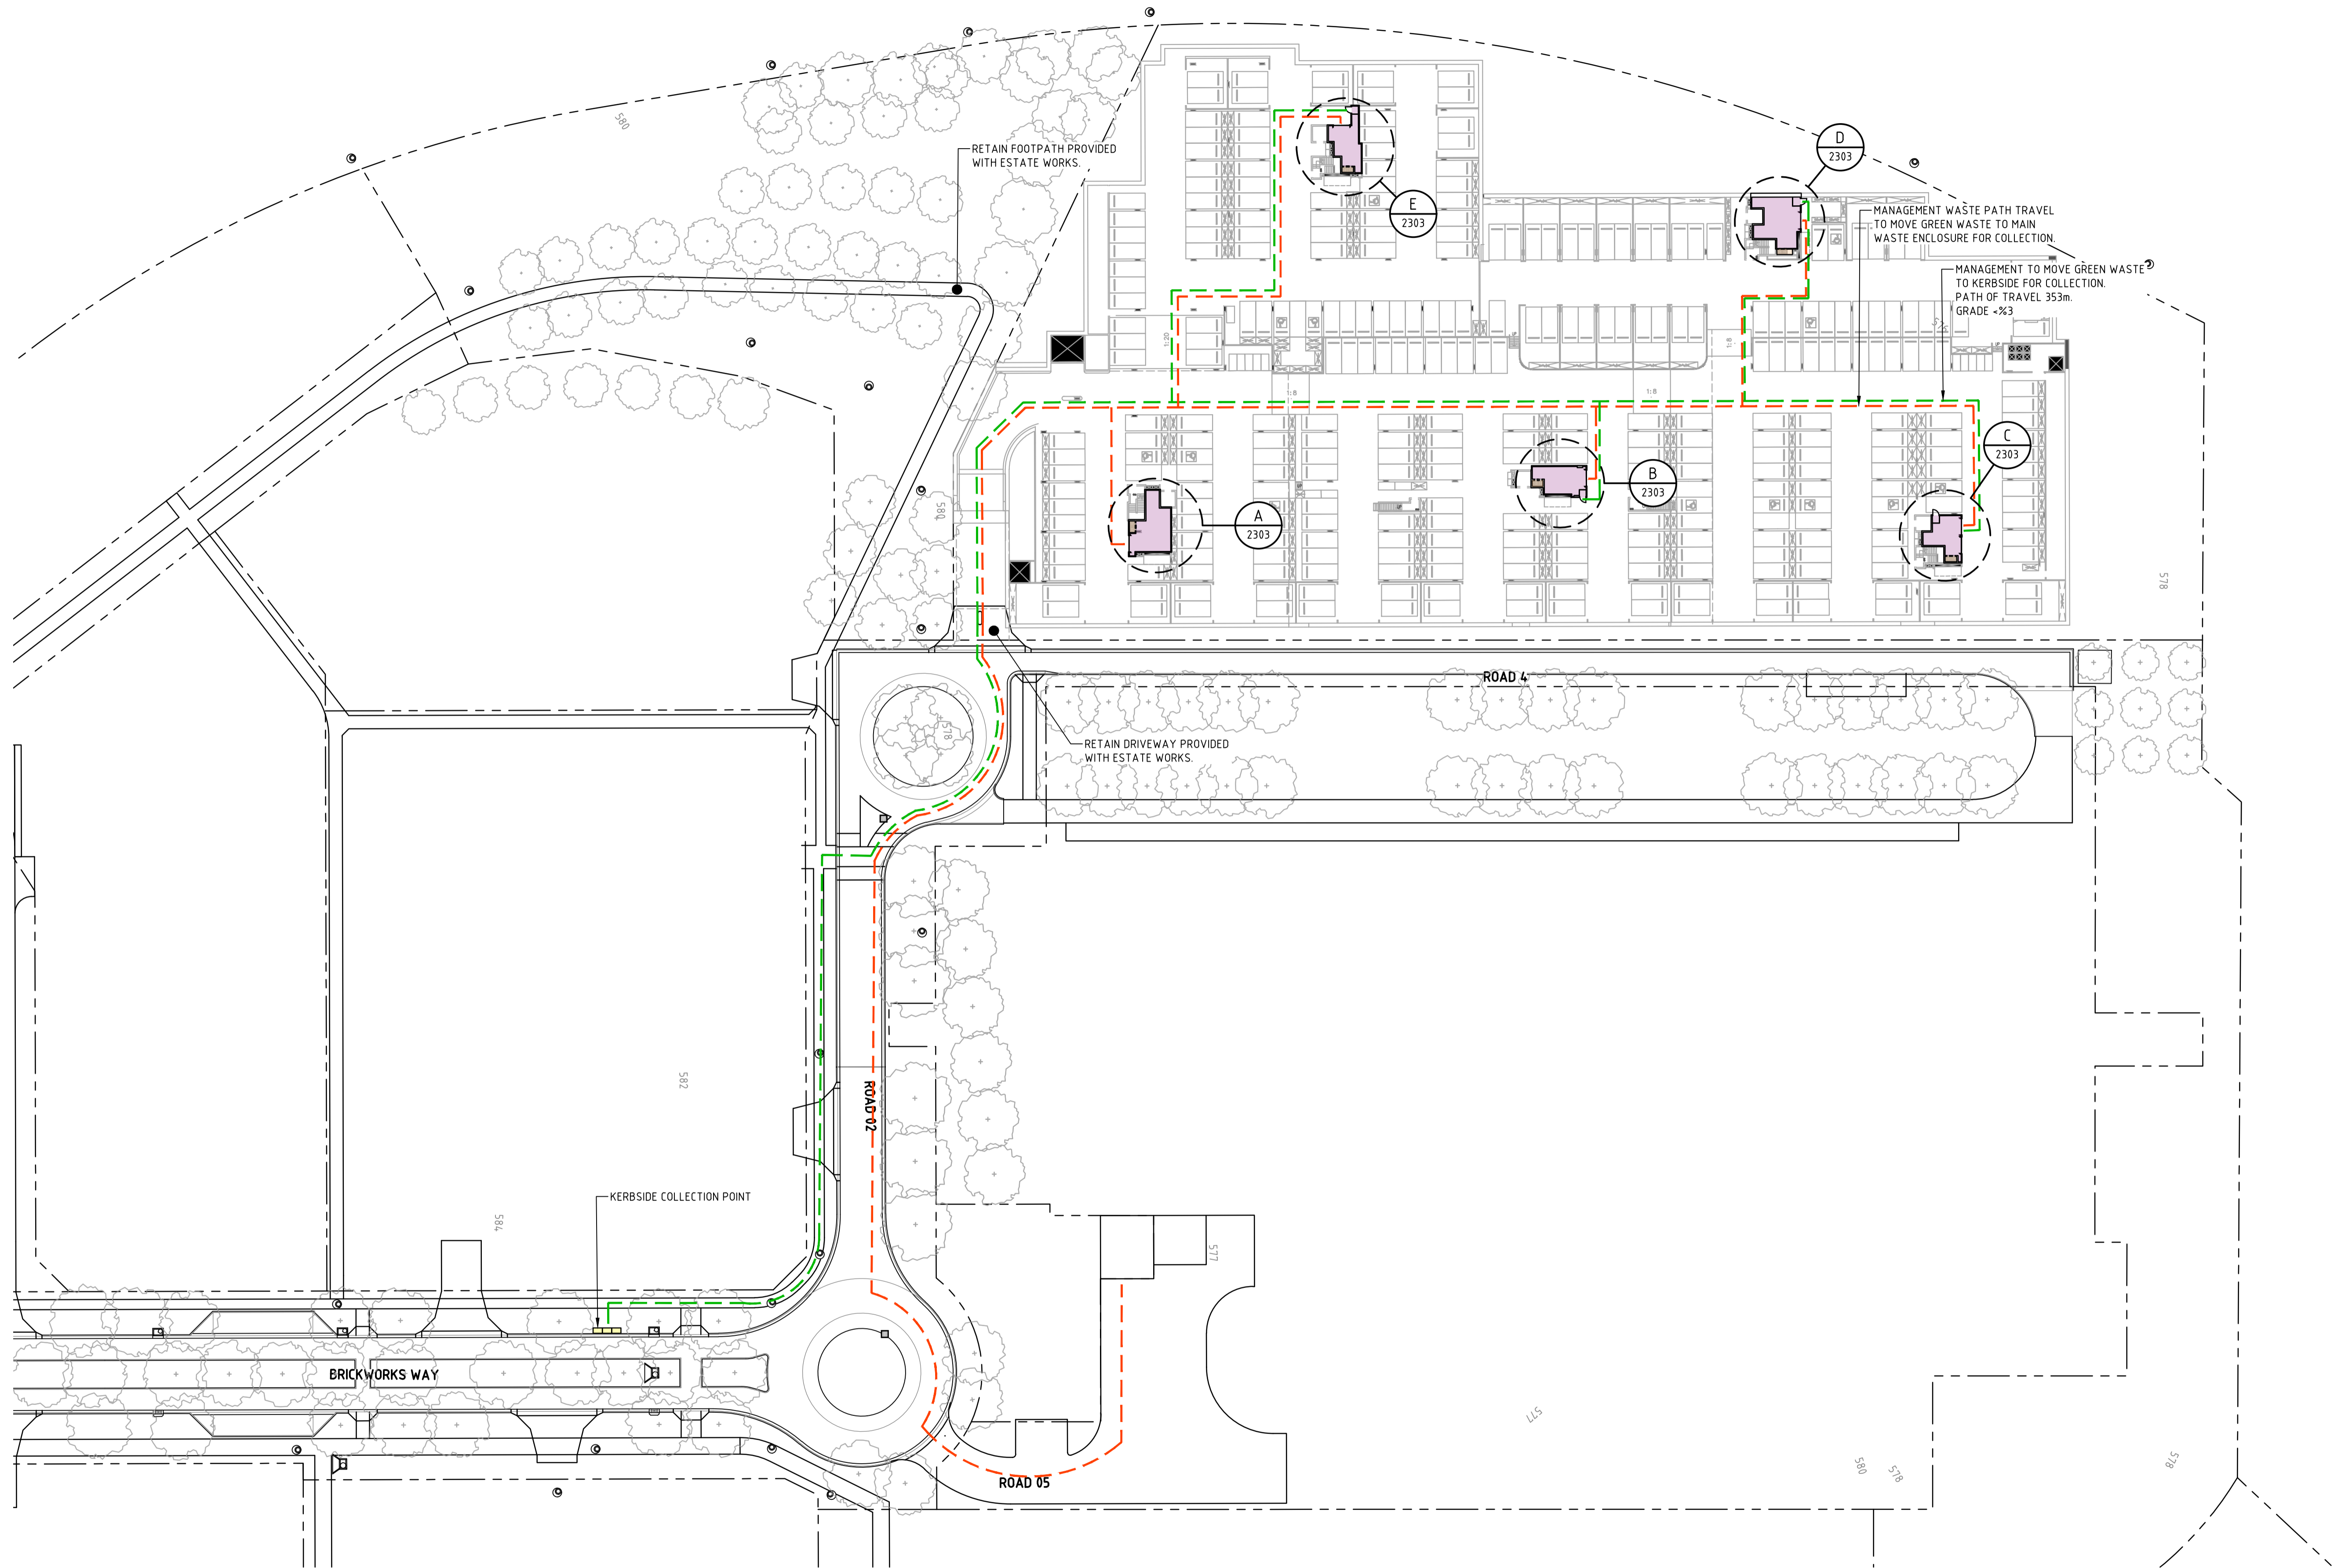 580
RETAIN FOOTPATH PROVIDED
WITH ESTATE WORKS.
D
2303
E
2303
MANAGEMENT WASTE PATH TRAVEL
TO MOVE GREEN WASTE TO MAIN
WASTE ENCLOSURE FOR COLLECTION.
MANAGEMENT TO MOVE GREEN WASTE
TO KERBSIDE FOR COLLECTION.
PATH OF TRAVEL 353m.
GRADE <%3
1:20
1:8
1:8
1:8
C
2303
B
2303
A
2303
580
578
ROAD 4
578
RETAIN DRIVEWAY PROVIDED
WITH ESTATE WORKS.
582
ROAD 02
KERBSIDE COLLECTION POINT
584
577
BRICKWORKS WAY
577
ROAD 05
580
578
578